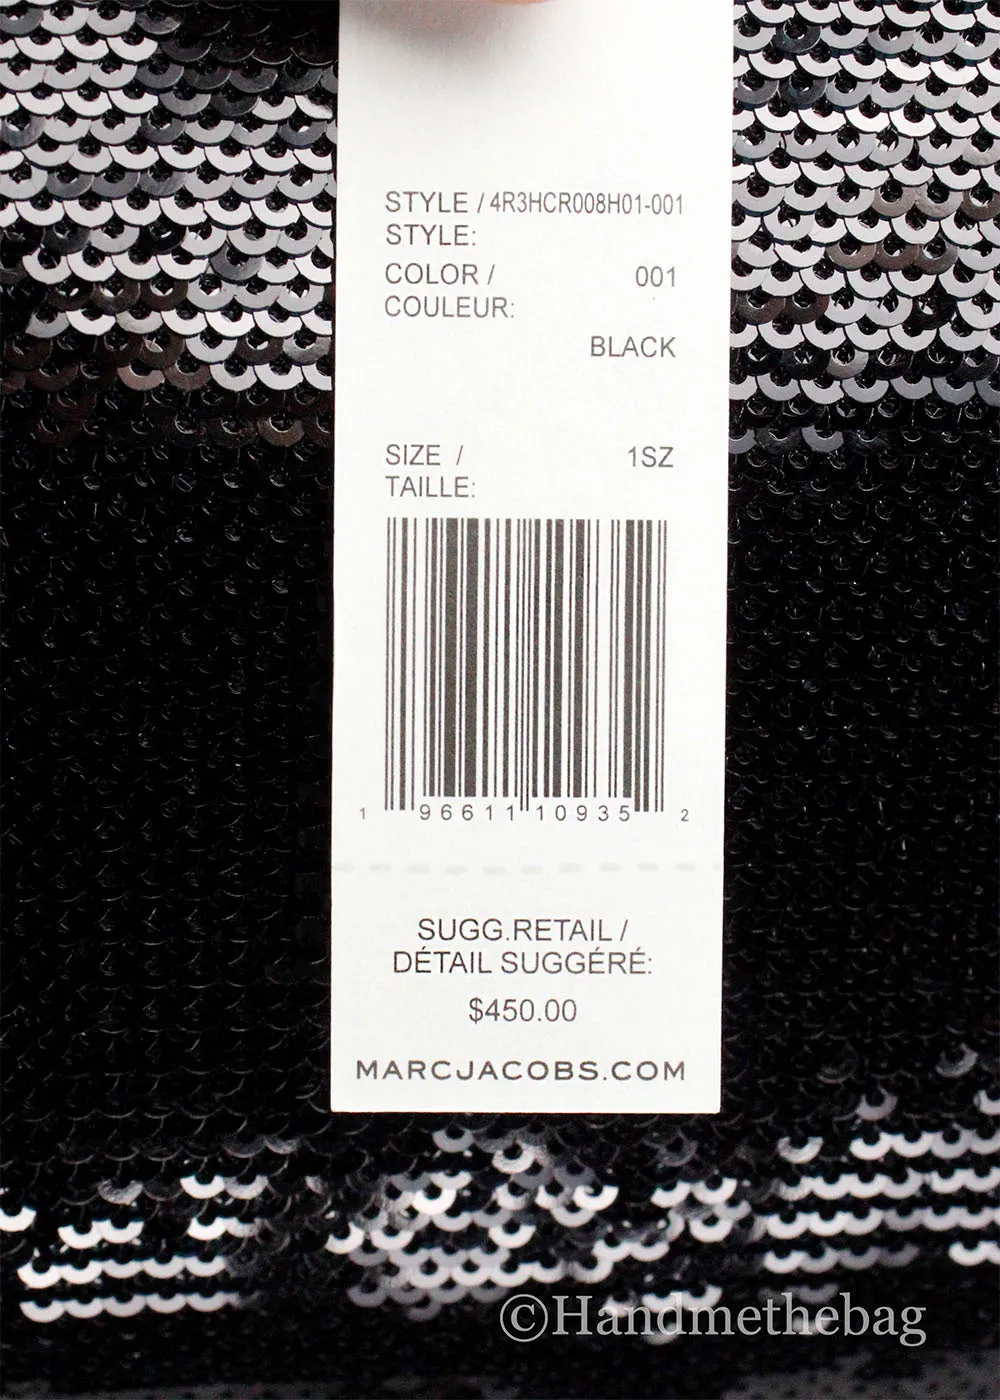 STYLE / 4R3HCR008H01-001
STYLE:
COLOR / 001
COULEUR:
BLACK
SIZE / 1SZ
TAILLE:
1 96611 10935 2
SUGG.RETAIL /
DÉTAIL SUGGÉRÉ:
$450.00
MARCJACOBS.COM
©Handmethebag